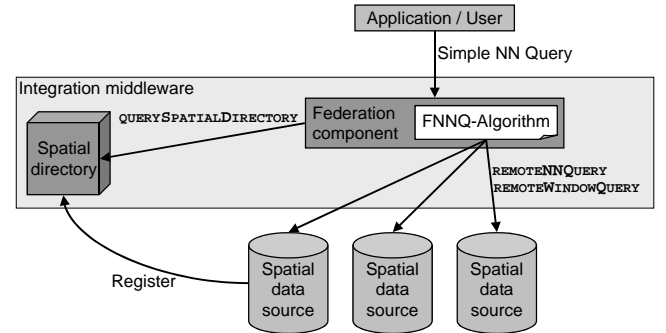 Application / User
Simple NN Query
Integration middleware
QUERYSPATIALDIRECTORY
Federation
component
FNNQ-Algorithm
Spatial
directory
REMOTENNQUERY
REMOTEWINDOWQUERY
Register
Spatial
data
source
Spatial
data
source
Spatial
data
source